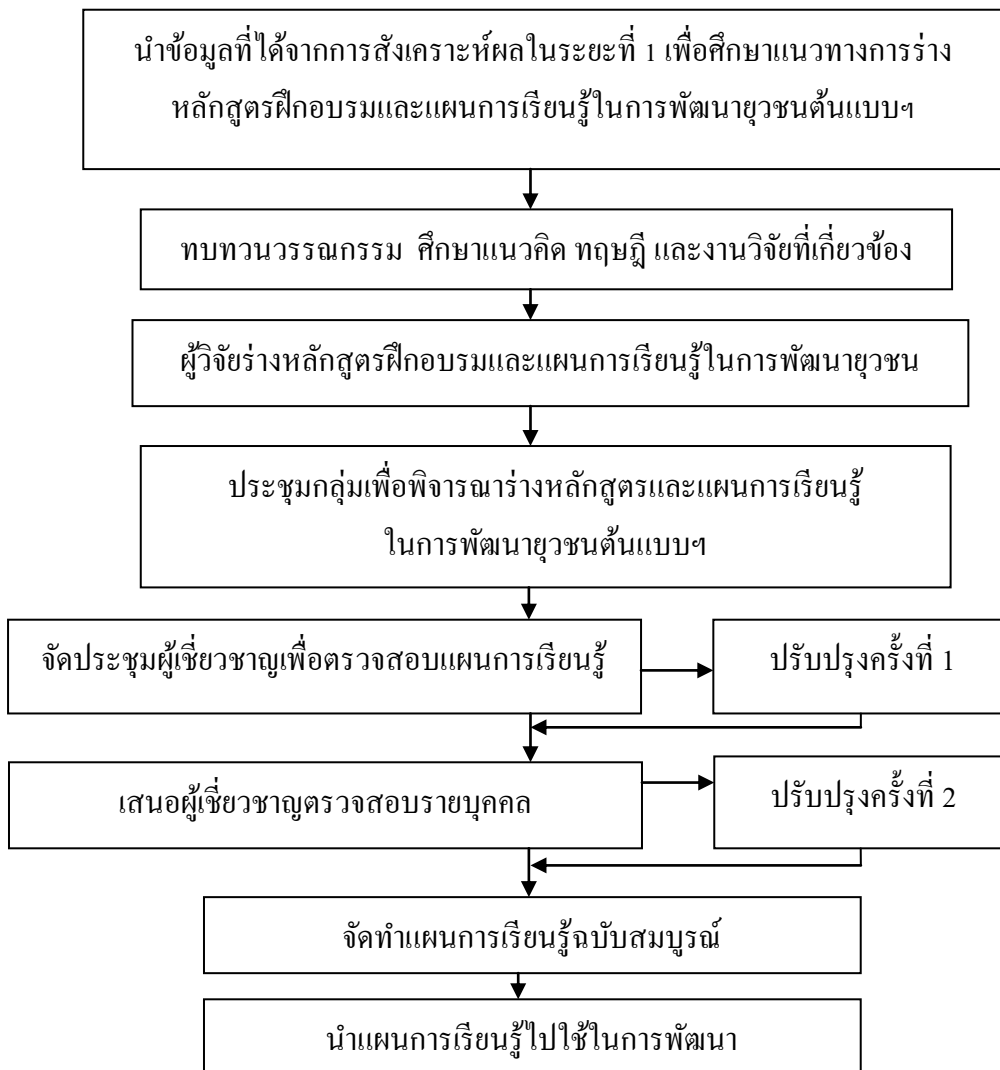 นำข้อมูลที่ได้จากการสังเคราะห์ผลในระยะที่ 1 เพื่อศึกษาแนวทางการร่าง
หลักสูตรฝึกอบรมและแผนการเรียนรู้ในการพัฒนายุวชนต้นแบบฯ
ทบทวนวรรณกรรม ศึกษาแนวคิด ทฤษฎี และงานวิจัยที่เกี่ยวข้อง
ผู้วิจัยร่างหลักสูตรฝึกอบรมและแผนการเรียนรู้ในการพัฒนายุวชน
ประชุมกลุ่มเพื่อพิจารณาร่างหลักสูตรและแผนการเรียนรู้
ในการพัฒนายุวชนต้นแบบฯ
จัดประชุมผู้เชี่ยวชาญเพื่อตรวจสอบแผนการเรียนรู้
ปรับปรุงครั้งที่ 1
เสนอผู้เชี่ยวชาญตรวจสอบรายบุคคล
ปรับปรุงครั้งที่ 2
จัดทำแผนการเรียนรู้ฉบับสมบูรณ์
นำแผนการเรียนรู้ไปใช้ในการพัฒนา